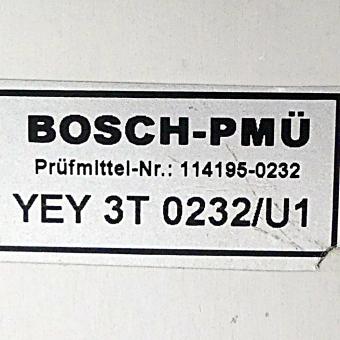 BOSCH-PMÜ
Prüfmittel-Nr.: 114195-0232
YEY 3T 0232/U1